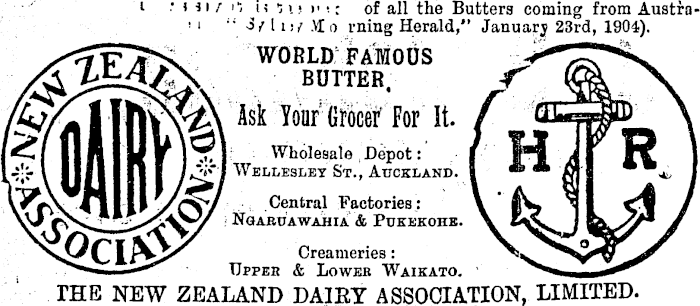 of all the Butters coming from Austra-
rning Herald," January 23rd, 1904).
NEW ZEALAND
DAIRY
ASSOCIATION
WORLD FAMOUS
BUTTER.
Ask Your Grocer For It.
Wholesale Depot:
WELLESLEY ST., AUCKLAND.
Central Factories:
NGARUAWAHIA & PUKEKOHE.
Creameries:
UPPER & LOWER WAIKATO.
H R
THE NEW ZEALAND DAIRY ASSOCIATION, LIMITED.